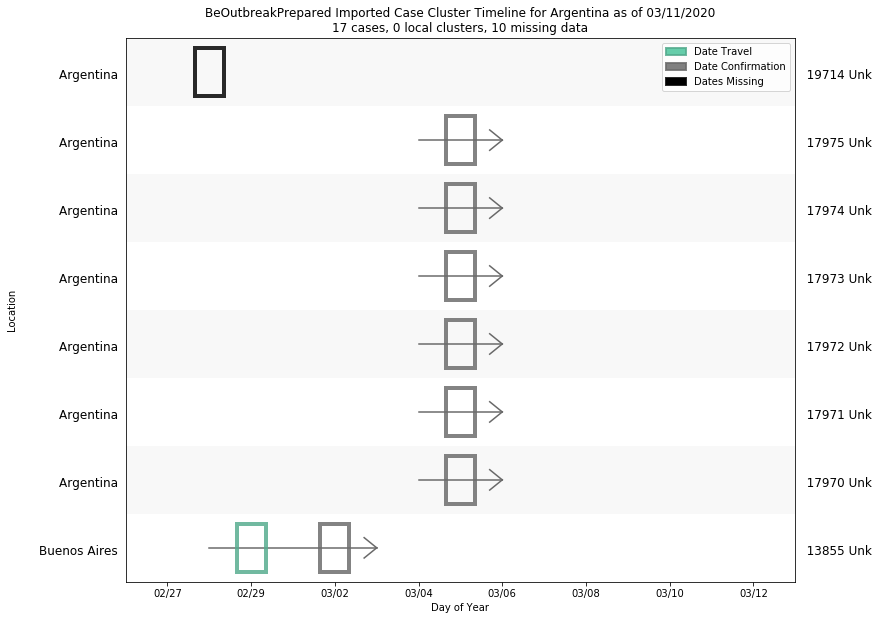 BeOutbreakPrepared Imported Case Cluster Timeline for Argentina as of 03/11/2020
17 cases, 0 local clusters, 10 missing data
Date Travel
Date Confirmation
Dates Missing
Argentina 19714 Unk
Argentina 17975 Unk
Argentina 17974 Unk
Argentina 17973 Unk
Location
Argentina 17972 Unk
Argentina 17971 Unk
Argentina 17970 Unk
Buenos Aires 13855 Unk
02/27 02/29 03/02 03/04 03/06 03/08 03/10 03/12
Day of Year